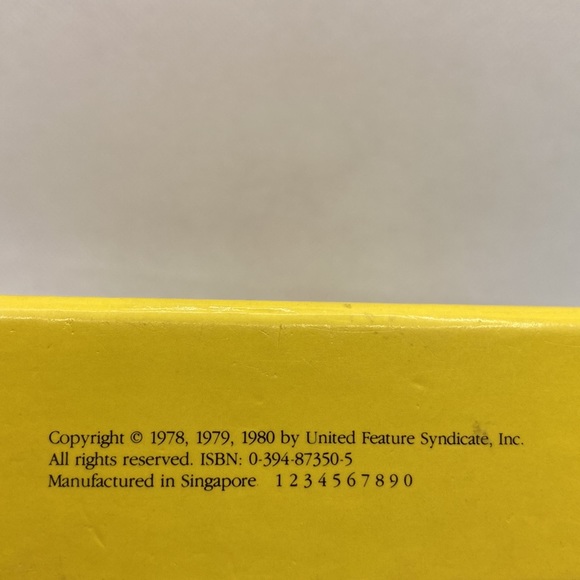 Copyright © 1978, 1979, 1980 by United Feature Syndicate, Inc.
All rights reserved. ISBN: 0-394-87350-5
Manufactured in Singapore 1 2 3 4 5 6 7 8 9 0